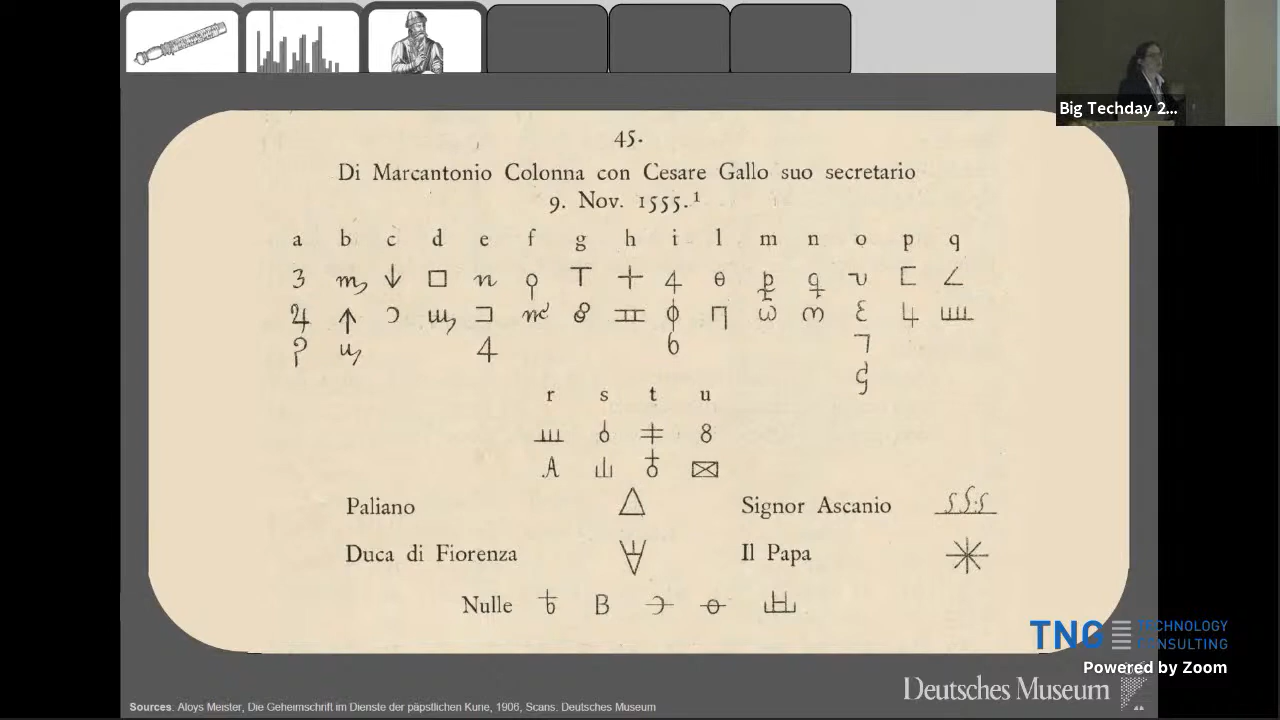 Big Techday 2...
45.
Di Marcantonio Colonna con Cesare Gallo suo secretario
9. Nov. 1555.¹
a b c d e f g h i l m n o p q
r s t u
Paliano
Signor Ascanio
Duca di Fiorenza
Il Papa
Nulle
TNG TECHNOLOGY CONSULTING
Powered by Zoom
Deutsches Museum
Sources: Aloys Meister, Die Geheimschrift im Dienste der päpstlichen Kurie, 1906, Scans: Deutsches Museum